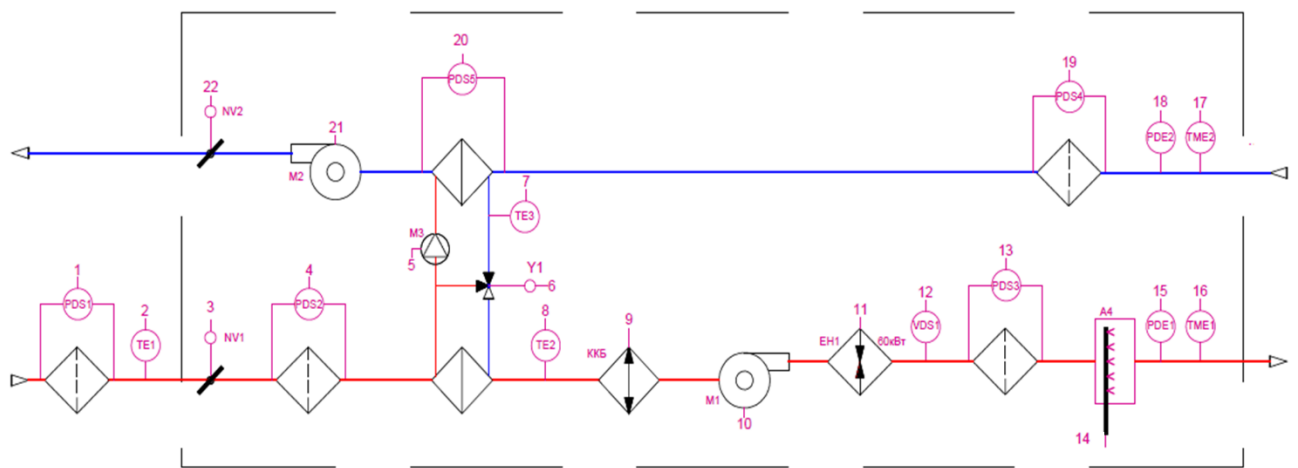 20
PDS5
19
PDS4
22
NV2
18
PDE2
17
TME2
21
M2
7
TE3
M3
5
Y1
6
1
PDS1
2
TE1
3
NV1
4
PDS2
8
TE2
9
ККБ
10
M1
11
EH1
60кВт
12
VDS1
13
PDS3
A4
14
15
PDE1
16
TME1